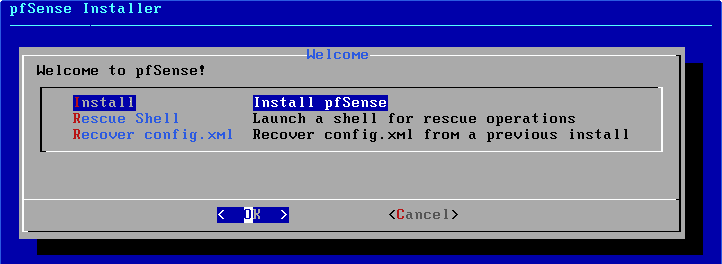 pfSense Installer
Welcome
Welcome to pfSense!
Install Install pfSense
Rescue Shell Launch a shell for rescue operations
Recover config.xml Recover config.xml from a previous install
< OK > <Cancel>